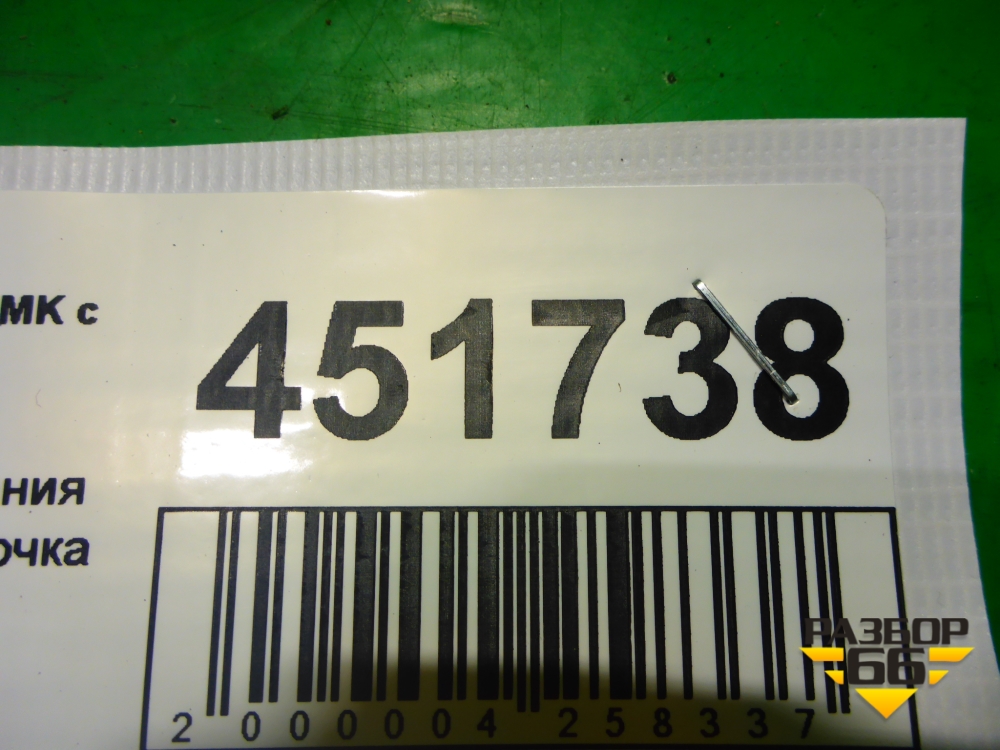 МК с
451738
ния
очка
2 000004 258337
РАЗБОР
66